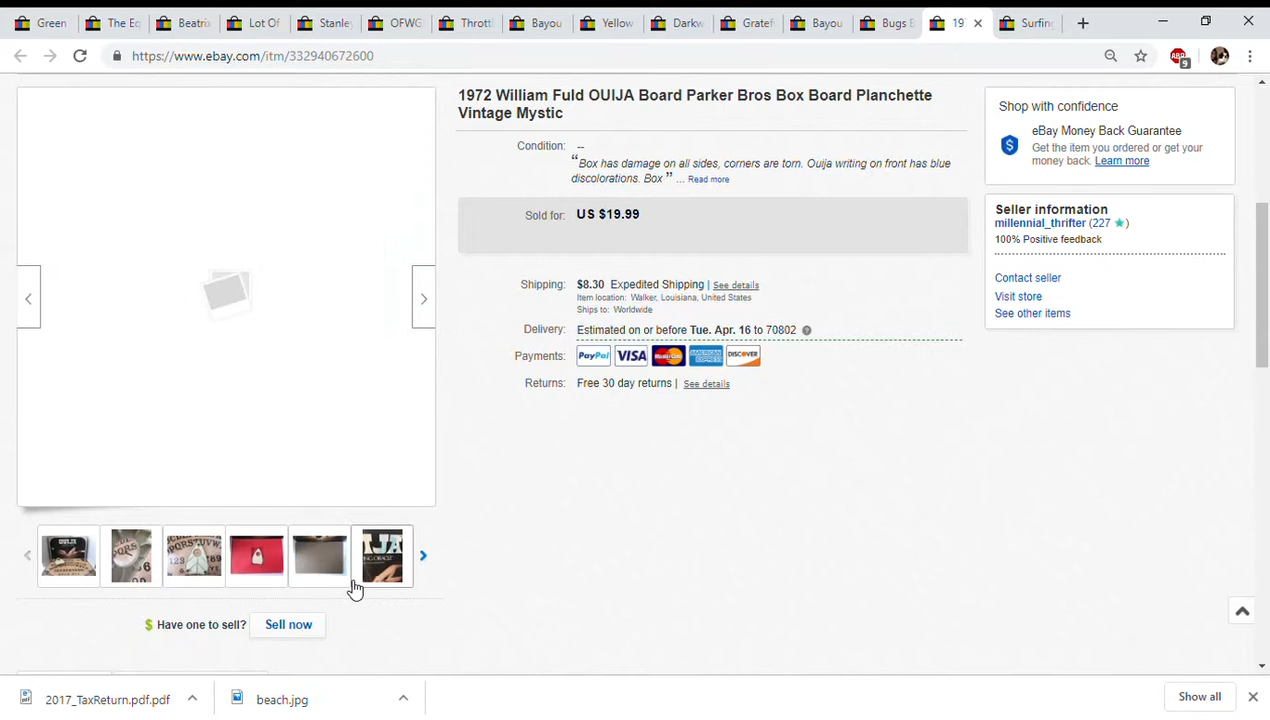 Green
The Eq
Beatrix
Lot Of
Stanley
OFWG
Thrott
Bayou
Yellow
Darkw
Gratef
Bayou
Bugs B
19
Surfing
https://www.ebay.com/itm/332940672600
ABP
9
1972 William Fuld OUIJA Board Parker Bros Box Board Planchette
Vintage Mystic
Condition: --
“Box has damage on all sides, corners are torn. Ouija writing on front has blue
discolorations. Box ” ... Read more
Sold for: US $19.99
Shipping: $8.30 Expedited Shipping | See details
Item location: Walker, Louisiana, United States
Ships to: Worldwide
Delivery: Estimated on or before Tue. Apr. 16 to 70802
Payments: PayPal VISA MasterCard AMERICAN EXPRESS DISCOVER
Returns: Free 30 day returns | See details
Shop with confidence
eBay Money Back Guarantee
Get the item you ordered or get your
money back. Learn more
Seller information
millennial_thrifter (227 )
100% Positive feedback
Contact seller
Visit store
See other items
$ Have one to sell? Sell now
2017_TaxReturn.pdf.pdf
beach.jpg
Show all